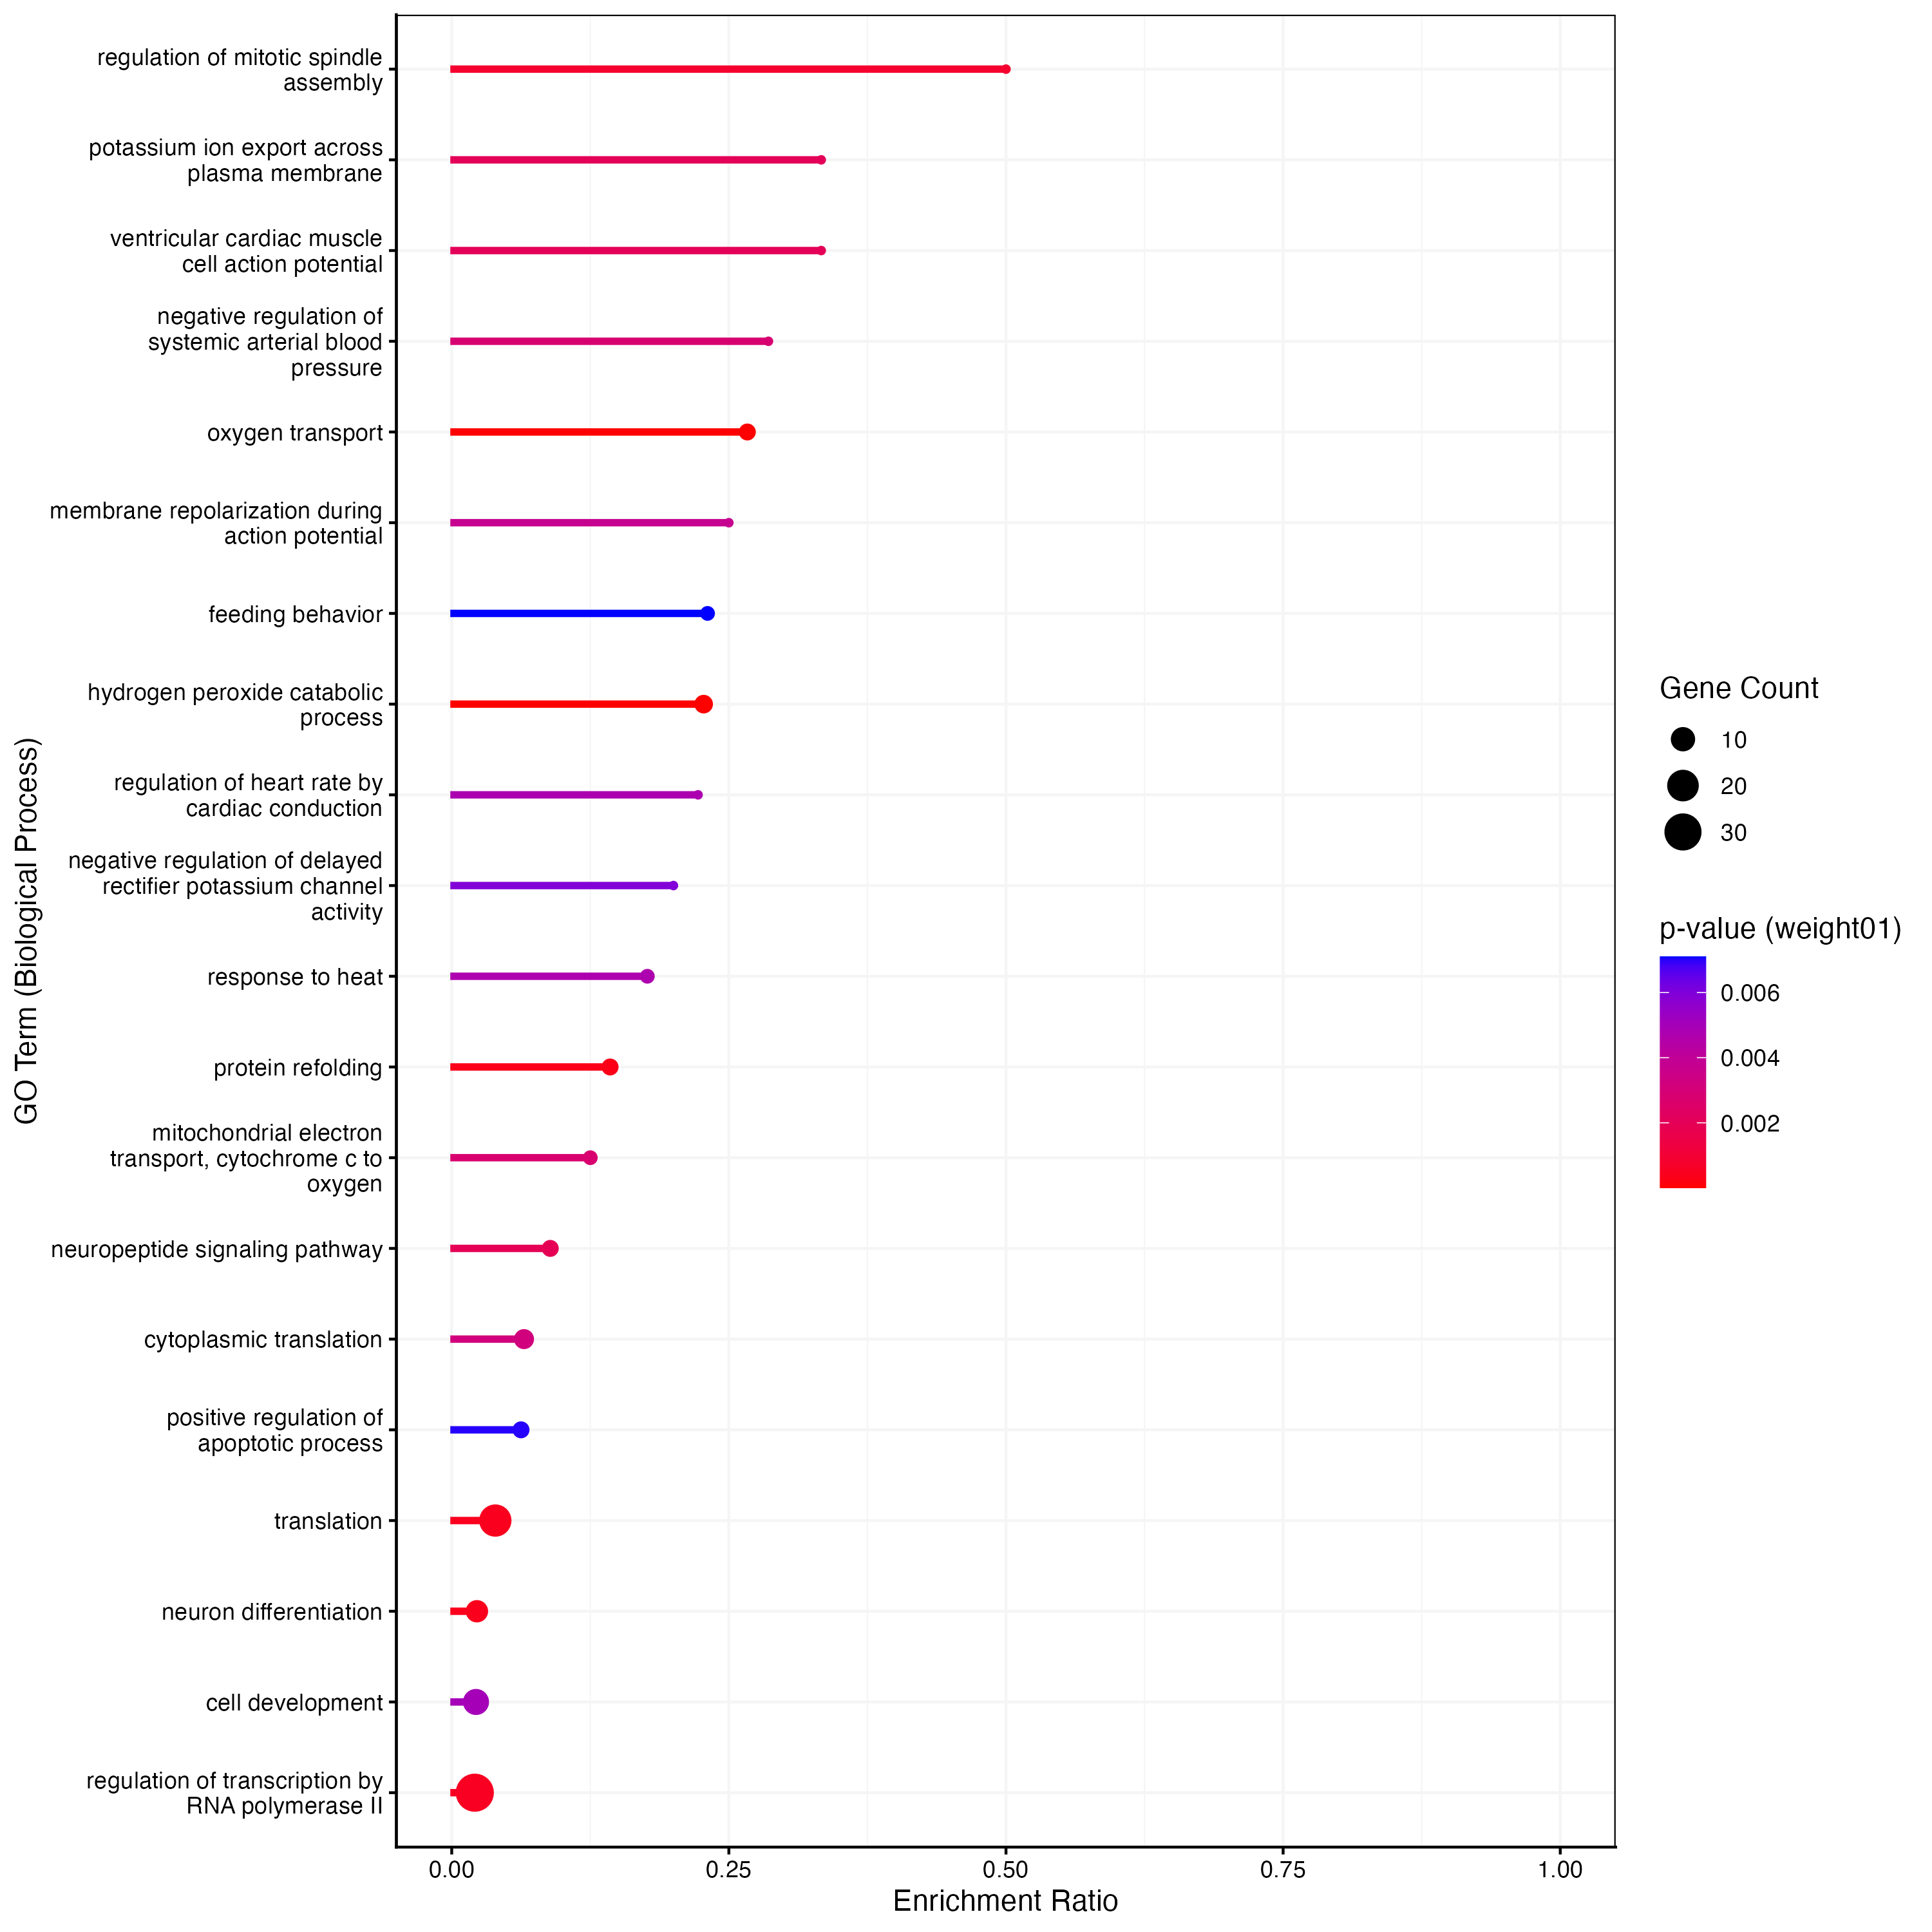 regulation of mitotic spindle
assembly
potassium ion export across
plasma membrane
ventricular cardiac muscle
cell action potential
negative regulation of
systemic arterial blood
pressure
oxygen transport
membrane repolarization during
action potential
feeding behavior
hydrogen peroxide catabolic
process
regulation of heart rate by
cardiac conduction
negative regulation of delayed
rectifier potassium channel
activity
response to heat
protein refolding
mitochondrial electron
transport, cytochrome c to
oxygen
neuropeptide signaling pathway
cytoplasmic translation
positive regulation of
apoptotic process
translation
neuron differentiation
cell development
regulation of transcription by
RNA polymerase II
GO Term (Biological Process)
0.00 0.25 0.50 0.75 1.00
Enrichment Ratio
Gene Count
10
20
30
p-value (weight01)
0.006
0.004
0.002